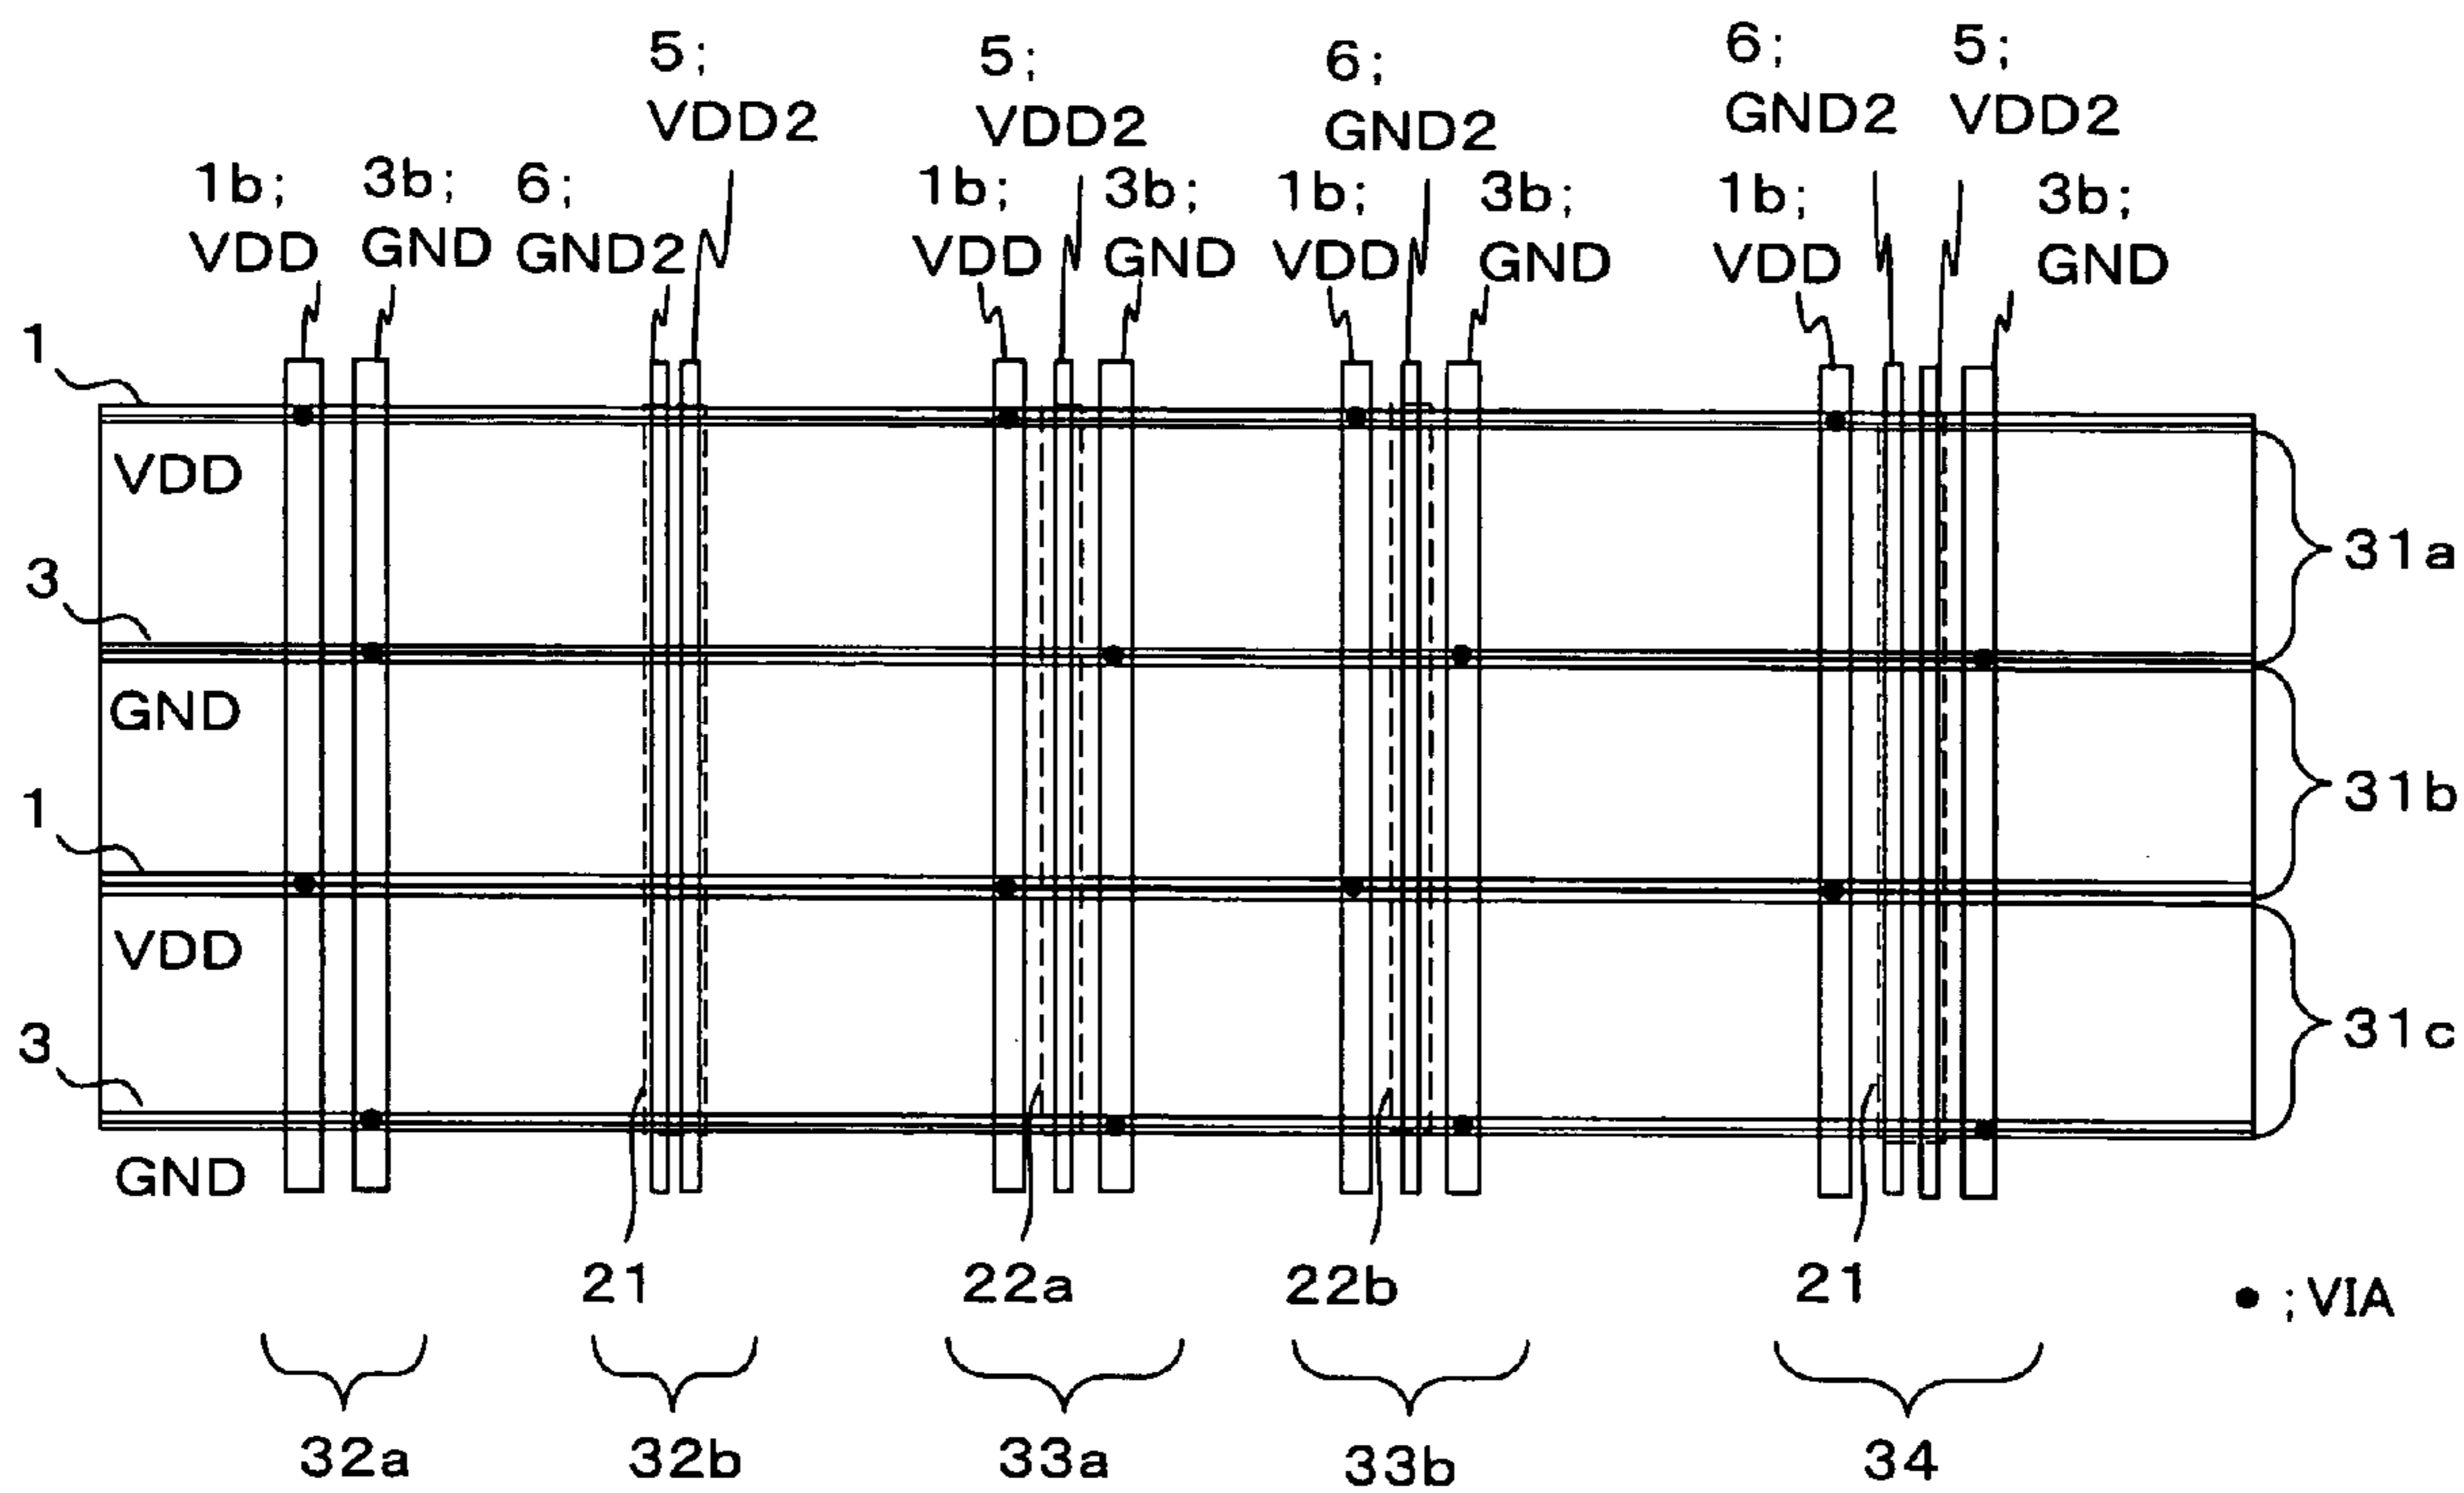 5; 5; 6; 6; 5;
VDD2 VDD2 GND2 GND2 VDD2
1b; 3b; 6; 1b; 3b; 1b; 3b; 1b; 3b;
VDD GND GND2 VDD GND VDD GND VDD GND
1
VDD
31a
3
GND
31b
1
VDD
31c
3
GND
21 22a 22b 21 ● ; VIA
32a 32b 33a 33b 34